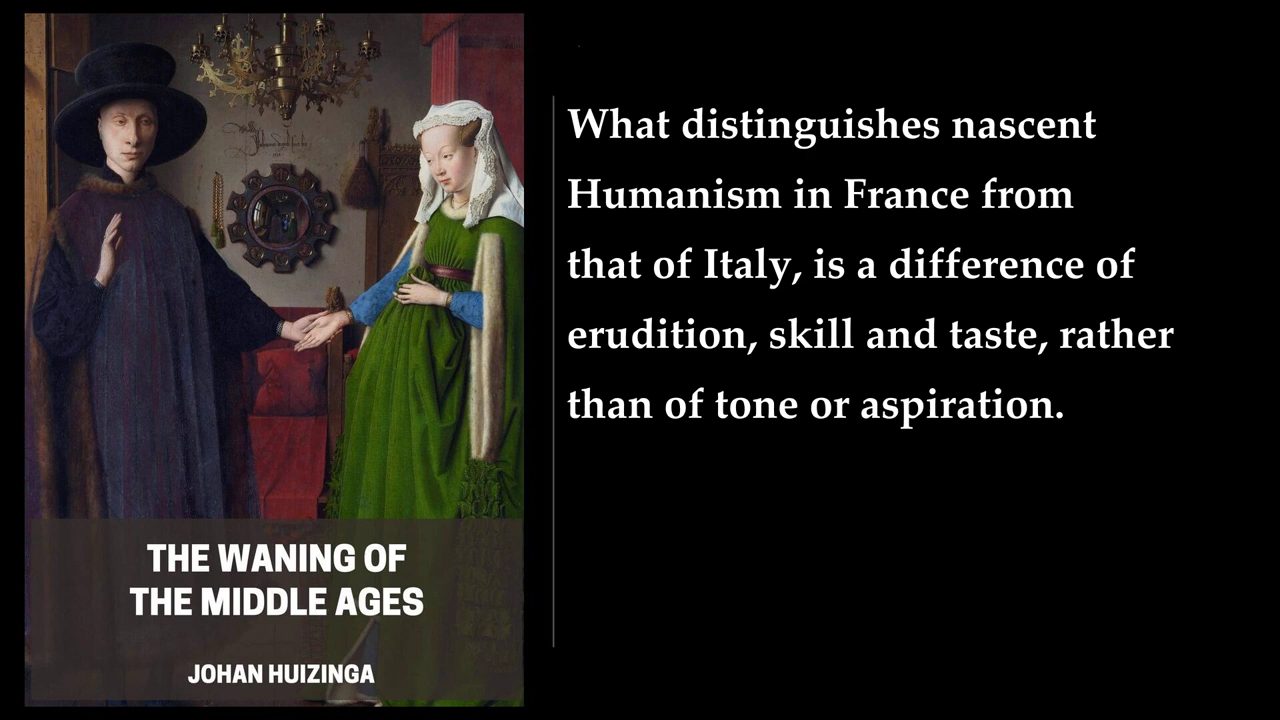 THE WANING OF
THE MIDDLE AGES
JOHAN HUIZINGA
What distinguishes nascent
Humanism in France from
that of Italy, is a difference of
erudition, skill and taste, rather
than of tone or aspiration.